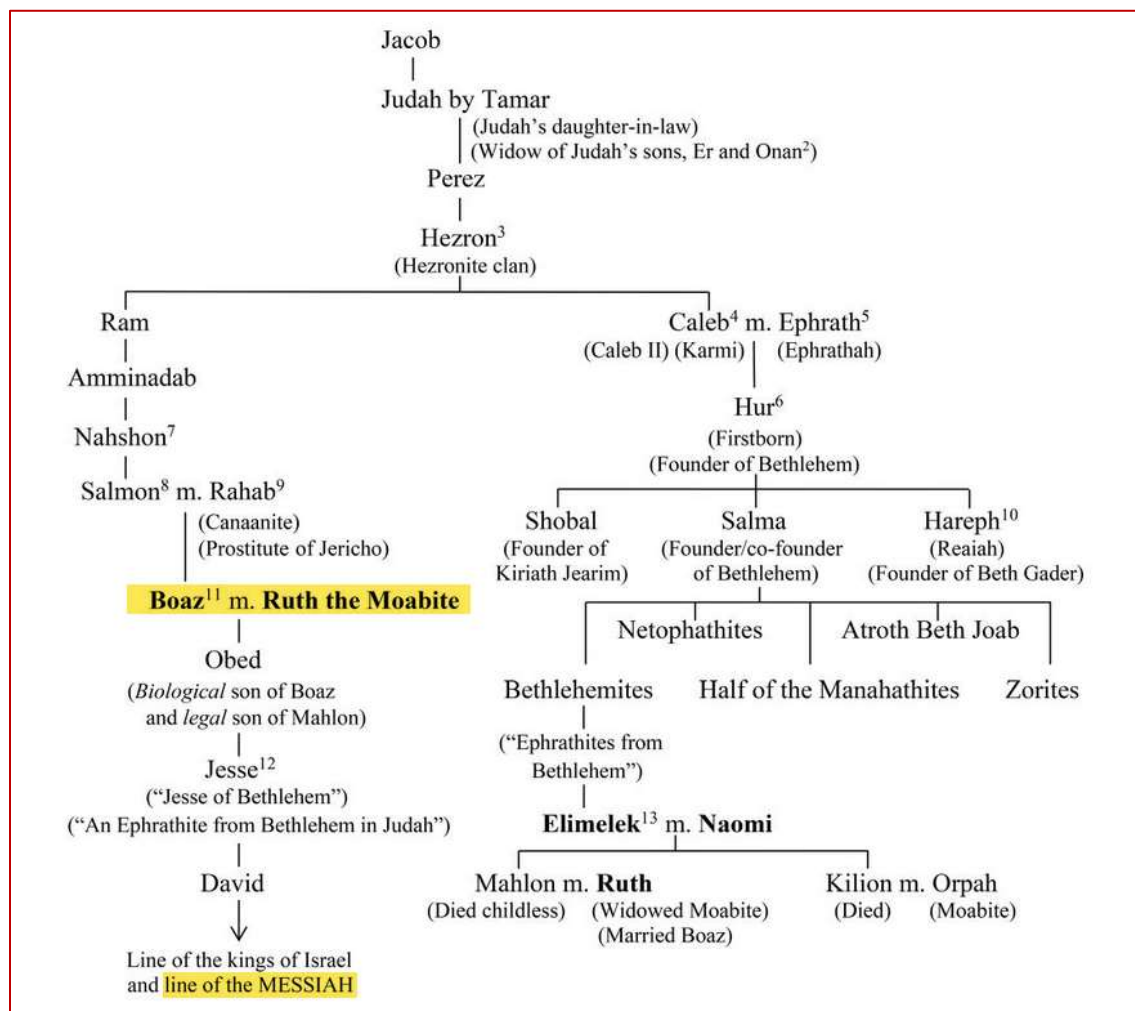 Jacob
Judah by Tamar
(Judah’s daughter-in-law)
(Widow of Judah’s sons, Er and Onan²)
Perez
Hezron³
(Hezronite clan)
Ram
Caleb⁴ m. Ephrath⁵
(Caleb II) (Karmi) (Ephrathah)
Amminadab
Hur⁶
(Firstborn)
(Founder of Bethlehem)
Nahshon⁷
Salmon⁸ m. Rahab⁹
(Canaanite)
(Prostitute of Jericho)
Shobal
(Founder of
Kiriath Jearim)
Salma
(Founder/co-founder
of Bethlehem)
Hareph¹⁰
(Reaiah)
(Founder of Beth Gader)
Boaz¹¹ m. Ruth the Moabite
Obed
(Biological son of Boaz
and legal son of Mahlon)
Jesse¹²
(“Jesse of Bethlehem”)
(“An Ephrathite from Bethlehem in Judah”)
David
Line of the kings of Israel
and line of the MESSIAH
Netophathites
Atroth Beth Joab
Bethlehemites
Half of the Manahathites
Zorites
(“Ephrathites from
Bethlehem”)
Elimelek¹³ m. Naomi
Mahlon m. Ruth
(Died childless) (Widowed Moabite)
(Married Boaz)
Kilion m. Orpah
(Died) (Moabite)